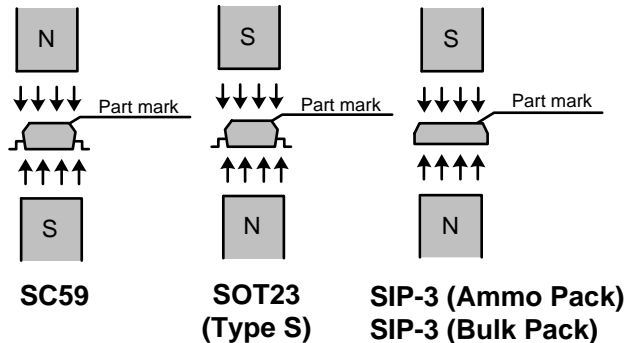 N
S
S
Part mark
Part mark
Part mark
S
N
N
SC59
SOT23
(Type S)
SIP-3 (Ammo Pack)
SIP-3 (Bulk Pack)